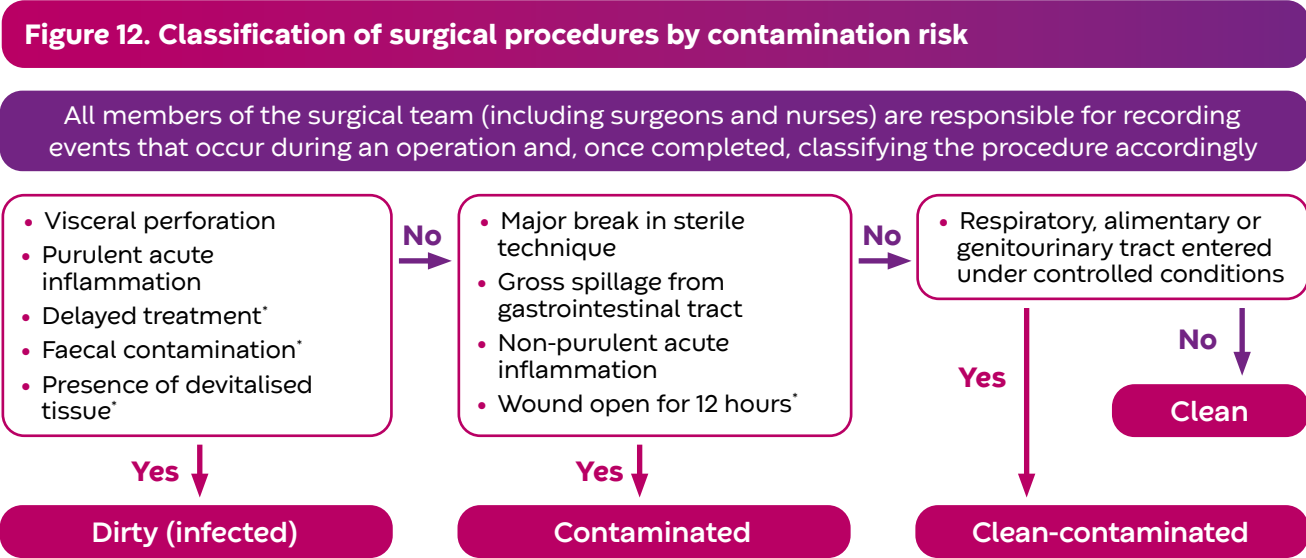 Figure 12. Classification of surgical procedures by contamination risk
All members of the surgical team (including surgeons and nurses) are responsible for recording
events that occur during an operation and, once completed, classifying the procedure accordingly
• Visceral perforation
• Purulent acute
inflammation
• Delayed treatment*
• Faecal contamination*
• Presence of devitalised
tissue*
No
• Major break in sterile
technique
• Gross spillage from
gastrointestinal tract
• Non-purulent acute
inflammation
• Wound open for 12 hours*
No
• Respiratory, alimentary or
genitourinary tract entered
under controlled conditions
Yes
Yes
Yes
No
Clean
Dirty (infected)
Contaminated
Clean-contaminated